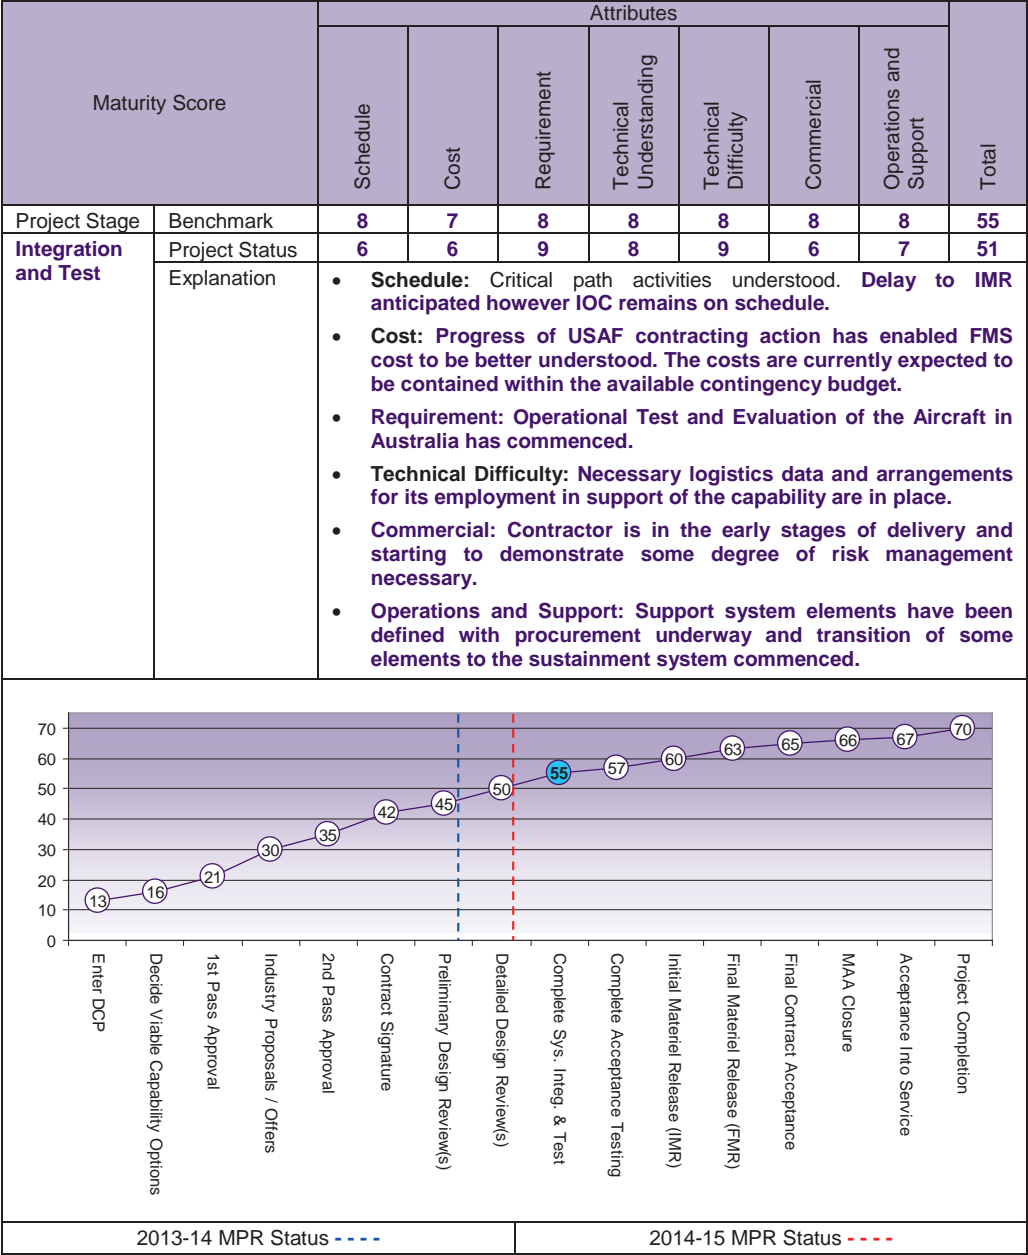 Attributes
Maturity Score
Schedule
Cost
Requirement
Technical
Understanding
Technical
Difficulty
Commercial
Operations and
Support
Total
Project Stage Benchmark 8 7 8 8 8 8 8 55
Integration
and Test
Project Status 6 6 9 8 9 6 7 51
Explanation
• Schedule: Critical path activities understood. Delay to IMR
anticipated however IOC remains on schedule.
• Cost: Progress of USAF contracting action has enabled FMS
cost to be better understood. The costs are currently expected to
be contained within the available contingency budget.
• Requirement: Operational Test and Evaluation of the Aircraft in
Australia has commenced.
• Technical Difficulty: Necessary logistics data and arrangements
for its employment in support of the capability are in place.
• Commercial: Contractor is in the early stages of delivery and
starting to demonstrate some degree of risk management
necessary.
• Operations and Support: Support system elements have been
defined with procurement underway and transition of some
elements to the sustainment system commenced.
70
60
50
40
30
20
10
0
13
16
21
30
35
42
45
50
55
57
60
63
65
66
67
70
Enter DCP
Decide Viable Capability Options
1st Pass Approval
Industry Proposals / Offers
2nd Pass Approval
Contract Signature
Preliminary Design Review(s)
Detailed Design Review(s)
Complete Sys. Integ. & Test
Complete Acceptance Testing
Initial Materiel Release (IMR)
Final Materiel Release (FMR)
Final Contract Acceptance
MAA Closure
Acceptance Into Service
Project Completion
2013-14 MPR Status - - - -
2014-15 MPR Status - - - -